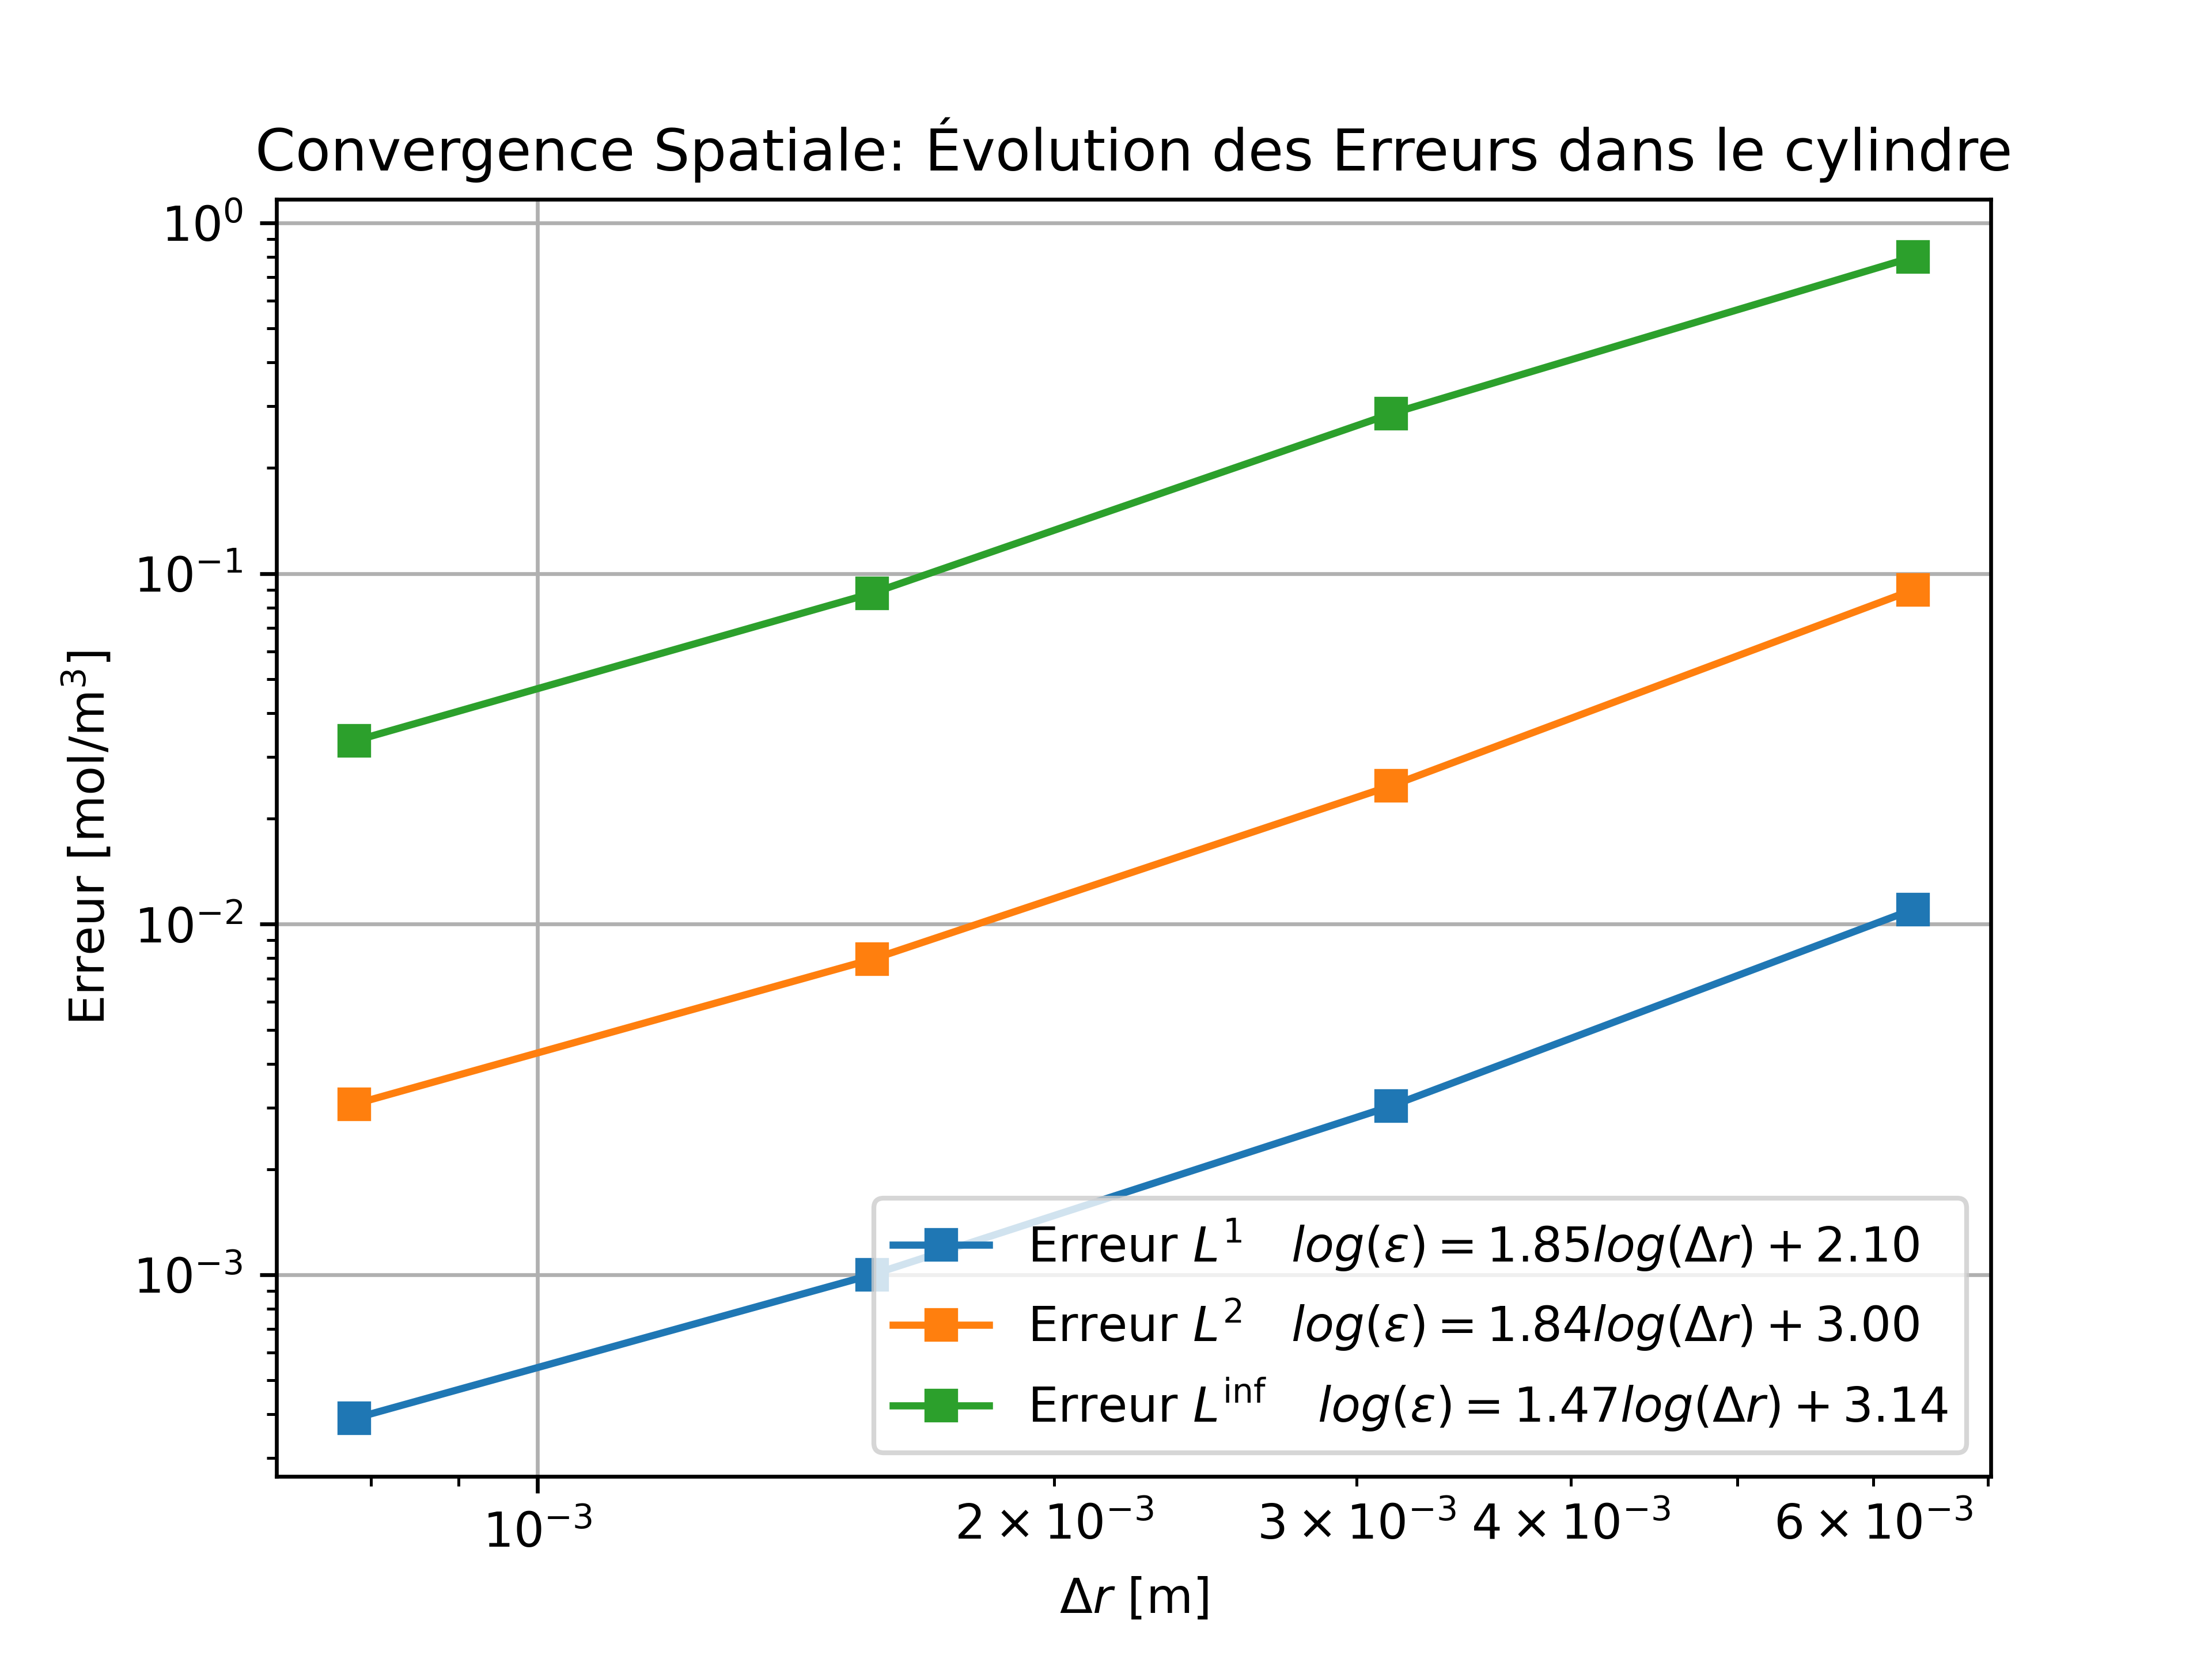 Convergence Spatiale: Évolution des Erreurs dans le cylindre
10⁰
10⁻¹
10⁻²
10⁻³
Erreur [mol/m³]
Erreur L¹ log(ε) = 1.85log(Δr) + 2.10
Erreur L² log(ε) = 1.84log(Δr) + 3.00
Erreur L^inf log(ε) = 1.47log(Δr) + 3.14
10⁻³ 2 × 10⁻³ 3 × 10⁻³ 4 × 10⁻³ 6 × 10⁻³
Δr [m]